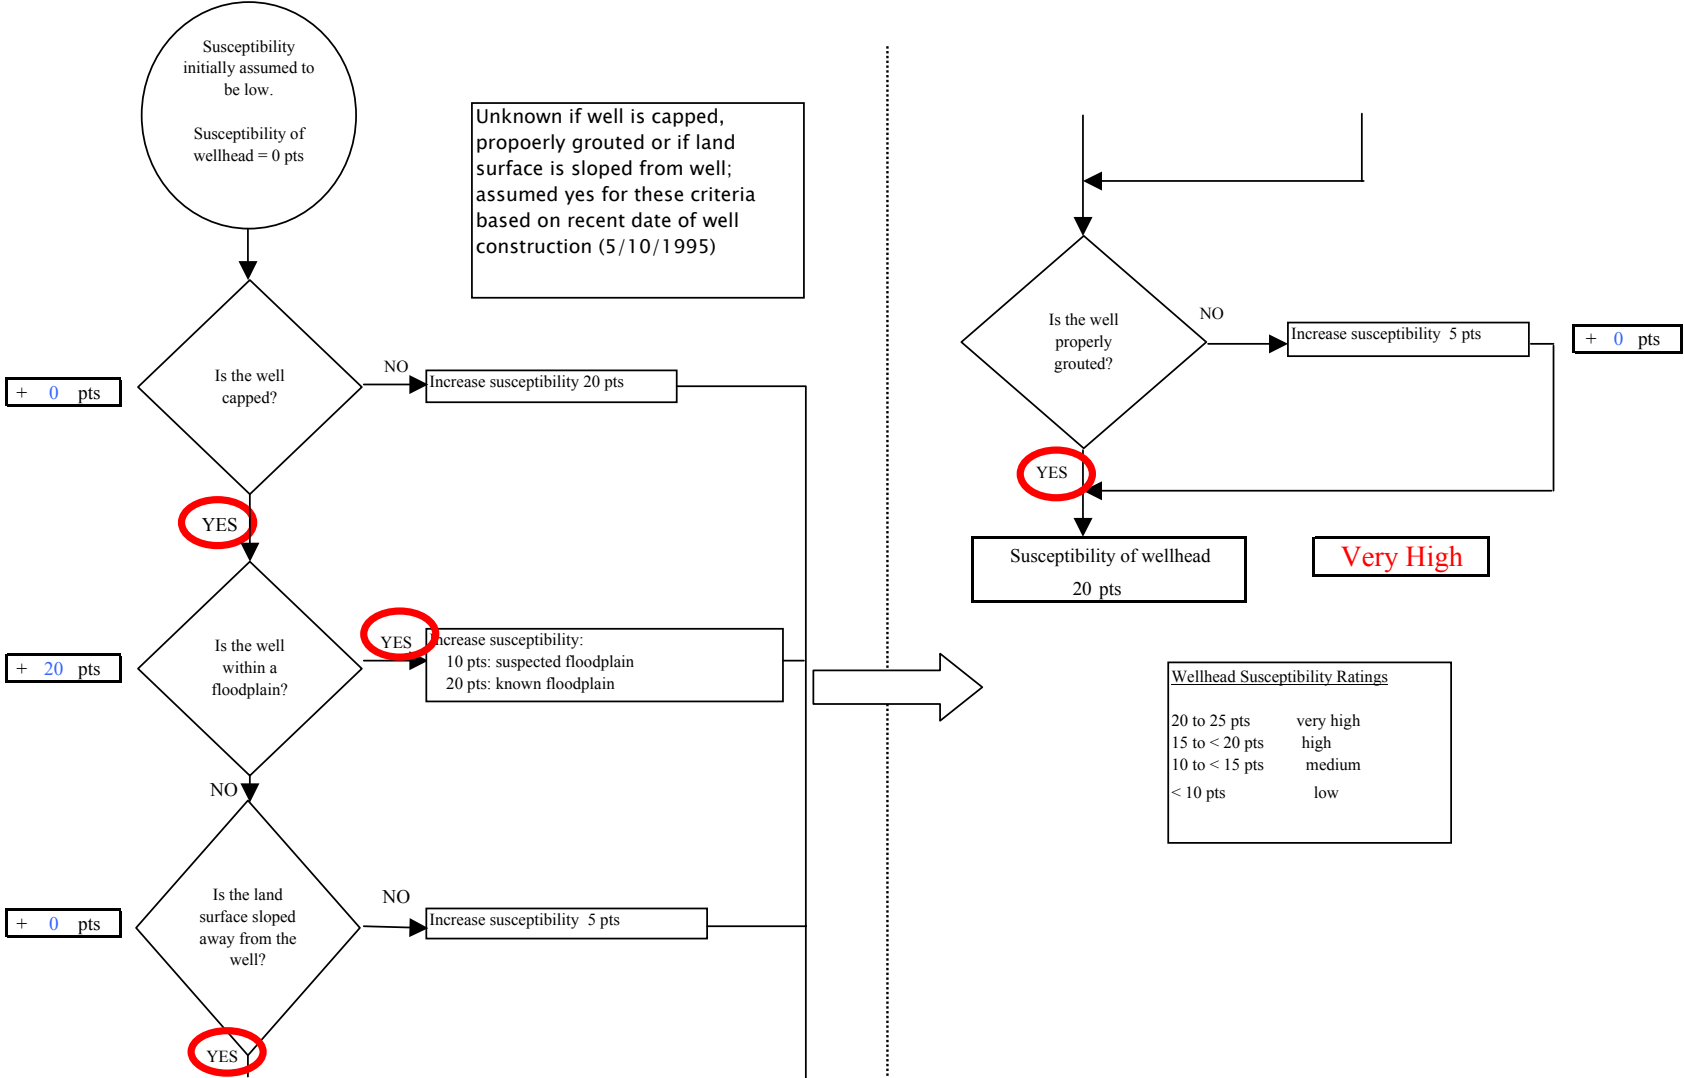 Susceptibility
initially assumed to
be low.
Susceptibility of
wellhead = 0 pts
Unknown if well is capped,
propoerly grouted or if land
surface is sloped from well;
assumed yes for these criteria
based on recent date of well
construction (5/10/1995)
Is the well
capped?
NO
Increase susceptibility 20 pts
+ 0 pts
YES
Is the well
within a
floodplain?
YES
Increase susceptibility:
10 pts: suspected floodplain
20 pts: known floodplain
+ 20 pts
NO
Is the land
surface sloped
away from the
well?
NO
Increase susceptibility 5 pts
+ 0 pts
YES
Is the well
properly
grouted?
NO
Increase susceptibility 5 pts
+ 0 pts
YES
Susceptibility of wellhead
20 pts
Very High
Wellhead Susceptibility Ratings
20 to 25 pts very high
15 to < 20 pts high
10 to < 15 pts medium
< 10 pts low